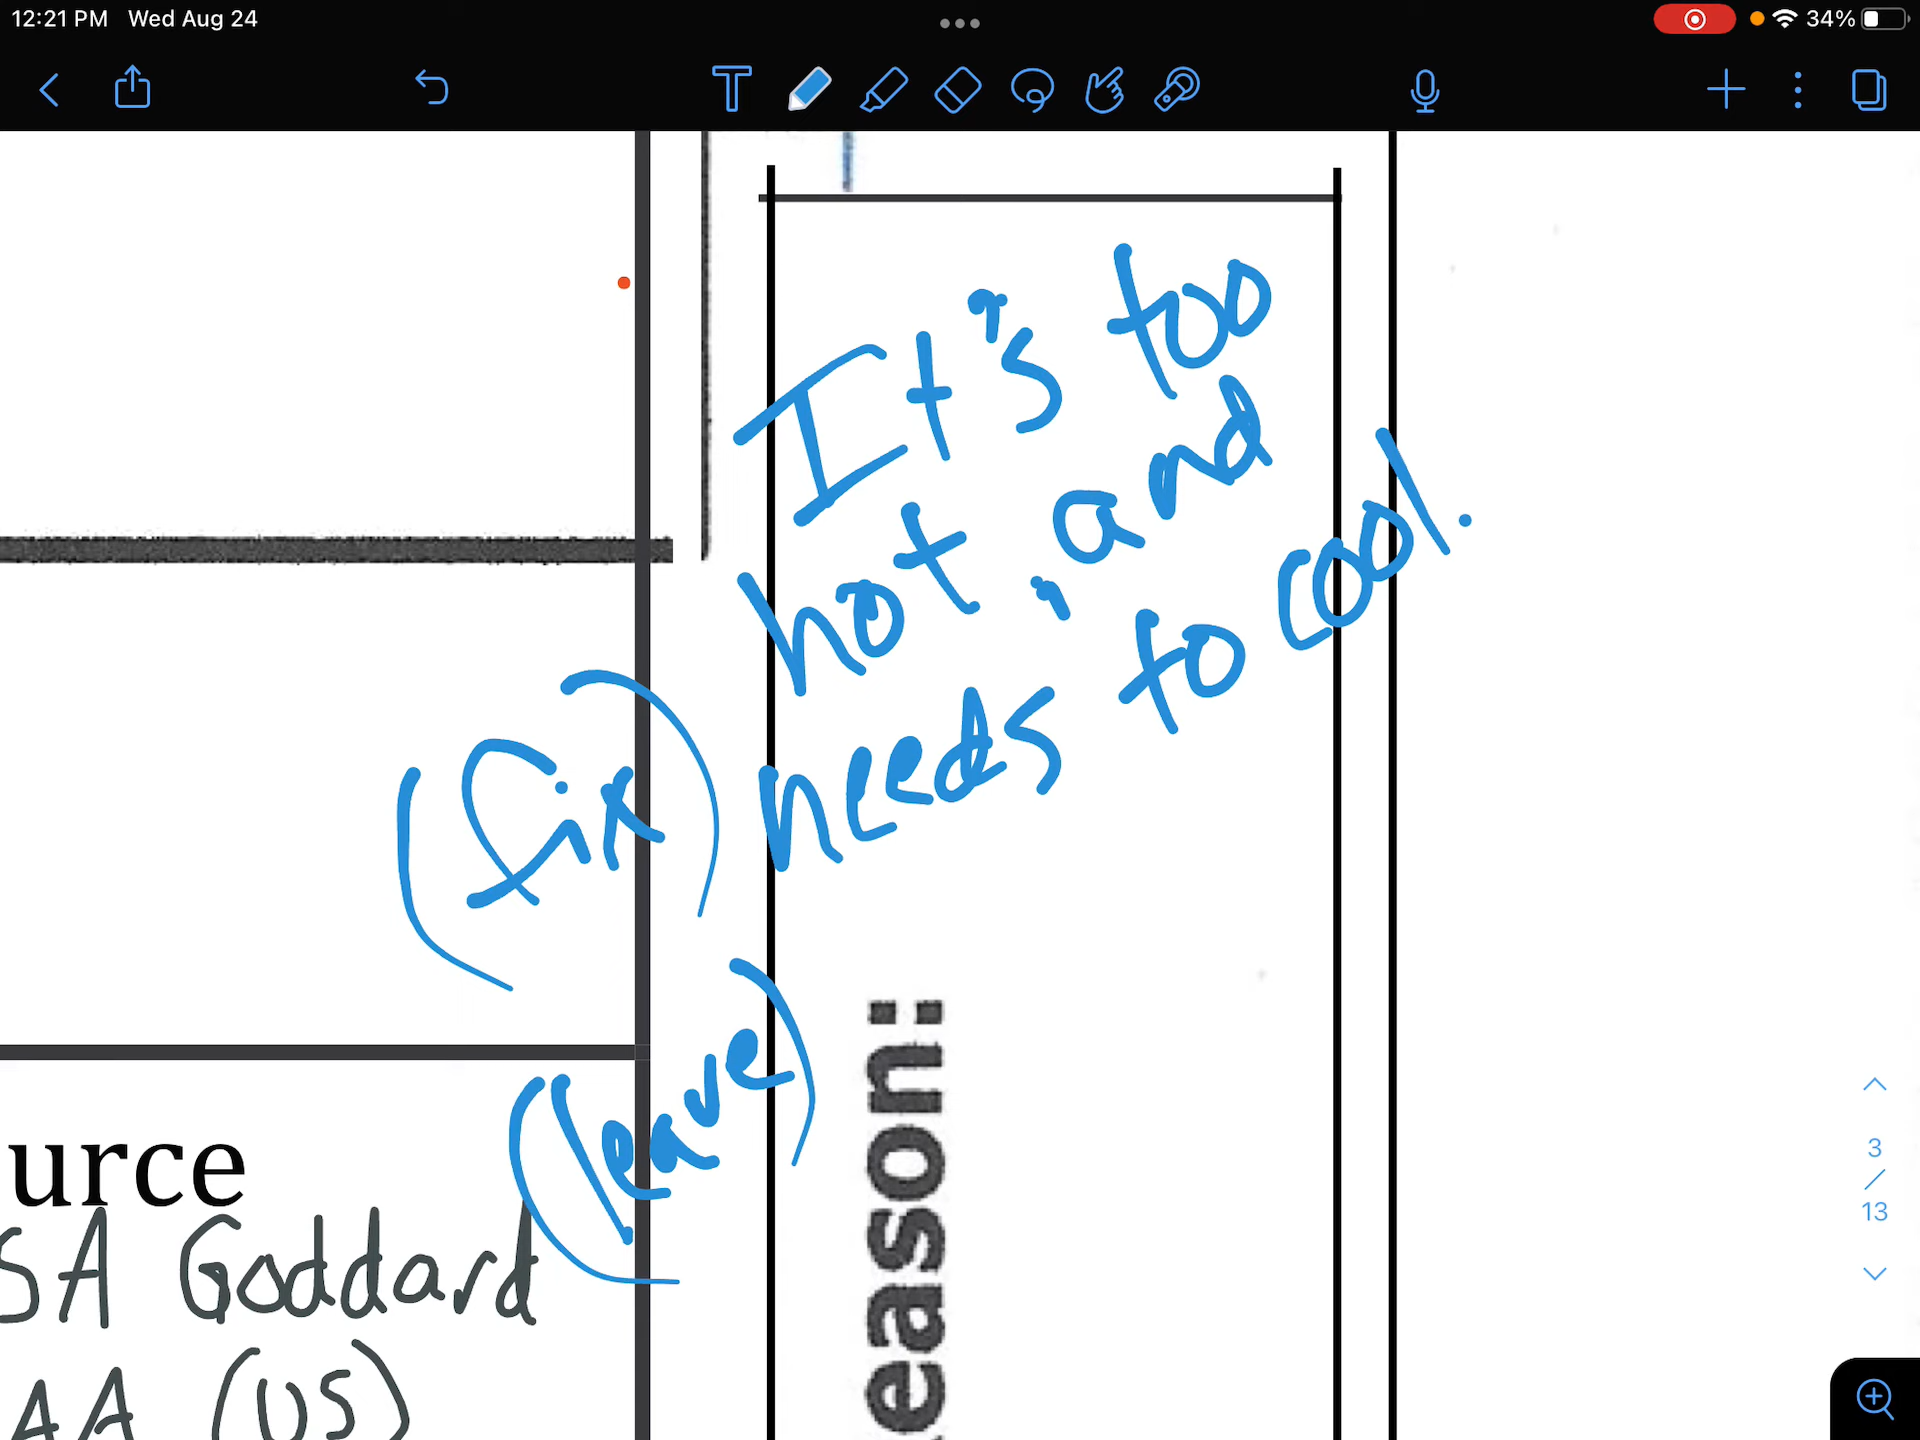 12:21 PM Wed Aug 24
34%
T
It's too
hot, and
needs to cool.
(fix)
(leave)
eason:
urce
SA Goddard
AA (US)
3
/
13